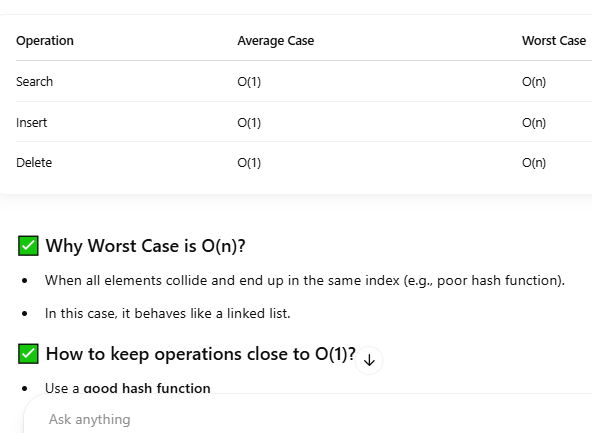 Operation Average Case Worst Case
Search O(1) O(n)
Insert O(1) O(n)
Delete O(1) O(n)
✅ Why Worst Case is O(n)?
• When all elements collide and end up in the same index (e.g., poor hash function).
• In this case, it behaves like a linked list.
✅ How to keep operations close to O(1)?
• Use a good hash function
Ask anything